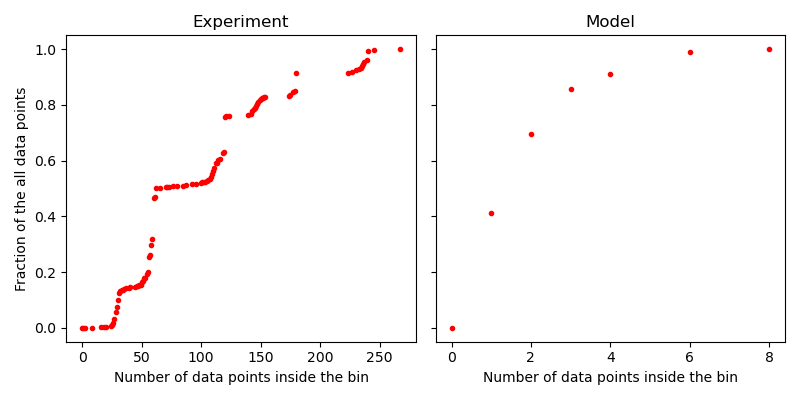 Experiment
Model
Fraction of the all data points
1.0
0.8
0.6
0.4
0.2
0.0
0 50 100 150 200 250
0 2 4 6 8
Number of data points inside the bin
Number of data points inside the bin